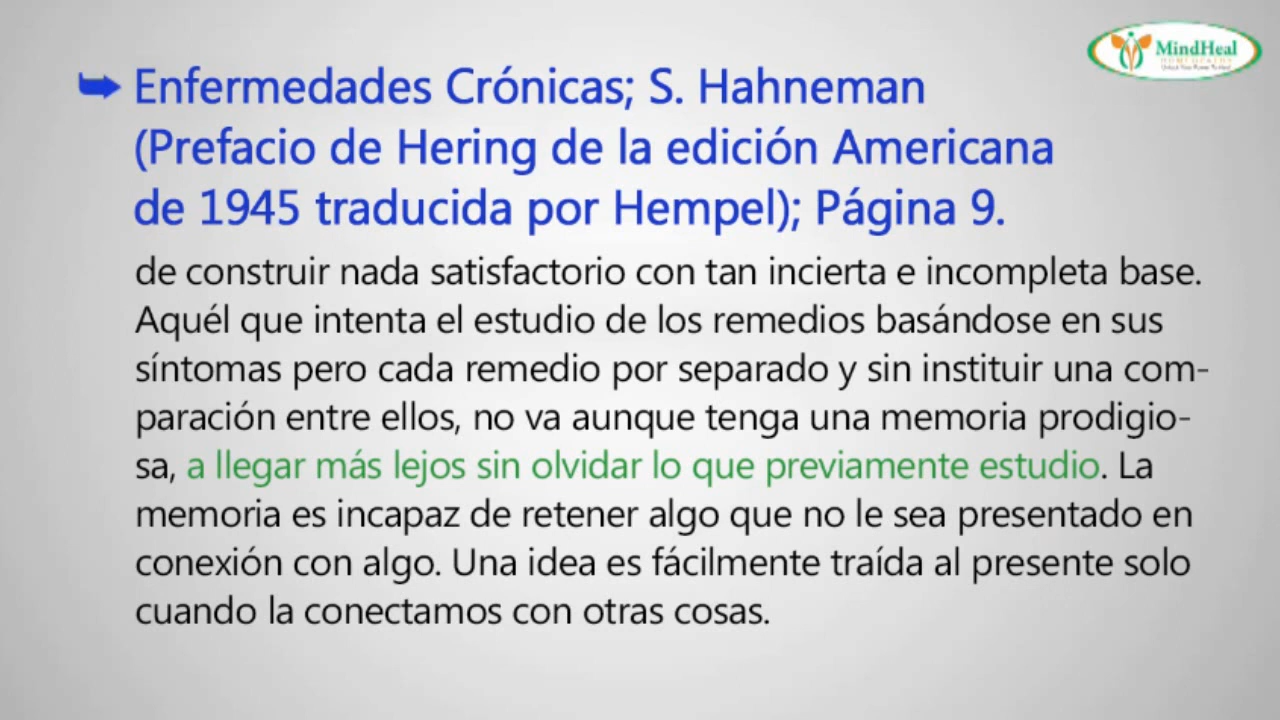 MindHeal
HOMEOPATHY
➥ Enfermedades Crónicas; S. Hahneman
(Prefacio de Hering de la edición Americana
de 1945 traducida por Hempel); Página 9.
de construir nada satisfactorio con tan incierta e incompleta base.
Aquél que intenta el estudio de los remedios basándose en sus
síntomas pero cada remedio por separado y sin instituir una com-
paración entre ellos, no va aunque tenga una memoria prodigio-
sa, a llegar más lejos sin olvidar lo que previamente estudio. La
memoria es incapaz de retener algo que no le sea presentado en
conexión con algo. Una idea es fácilmente traída al presente solo
cuando la conectamos con otras cosas.